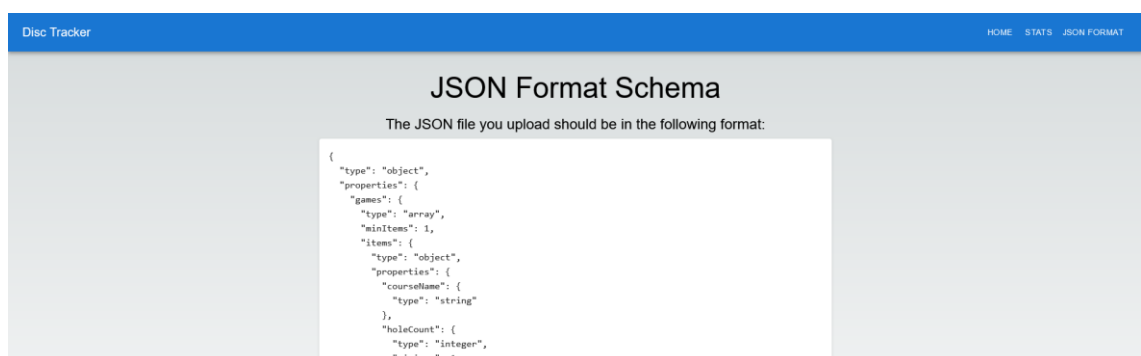 Disc Tracker
HOME STATS JSON FORMAT
JSON Format Schema
The JSON file you upload should be in the following format:
{
"type": "object",
"properties": {
"games": {
"type": "array",
"minItems": 1,
"items": {
"type": "object",
"properties": {
"courseName": {
"type": "string"
},
"holeCount": {
"type": "integer",